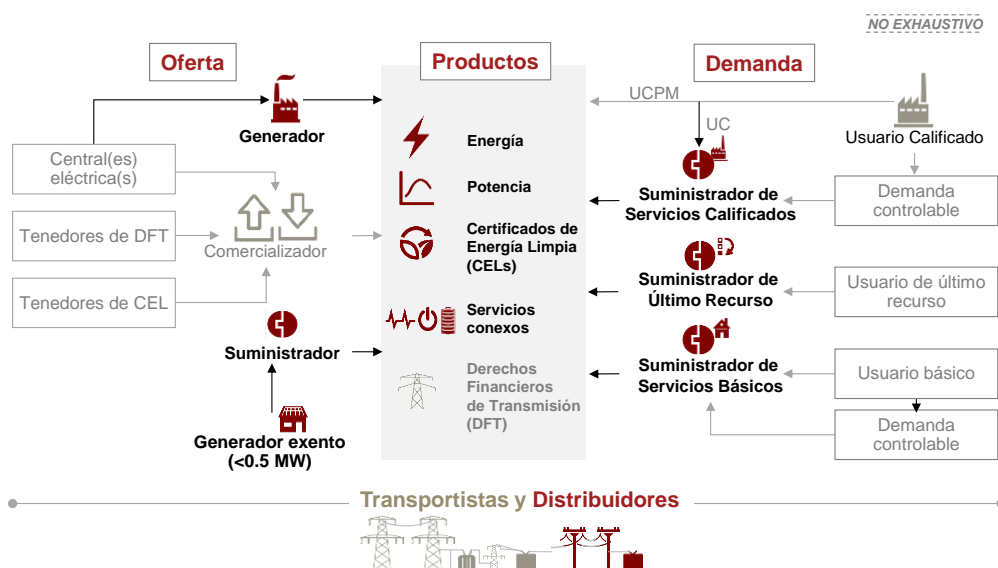 NO EXHAUSTIVO
Oferta
Productos
Demanda
Generador
Central(es)
eléctrica(s)
Tenedores de DFT
Comercializador
Tenedores de CEL
Suministrador
Generador exento
(<0.5 MW)
Energía
Potencia
Certificados de
Energía Limpia
(CELs)
Servicios
conexos
Derechos
Financieros
de Transmisión
(DFT)
UCPM
UC
Usuario Calificado
Suministrador de
Servicios Calificados
Demanda
controlable
Suministrador de
Último Recurso
Usuario de último
recurso
Suministrador de
Servicios Básicos
Usuario básico
Demanda
controlable
Transportistas y Distribuidores